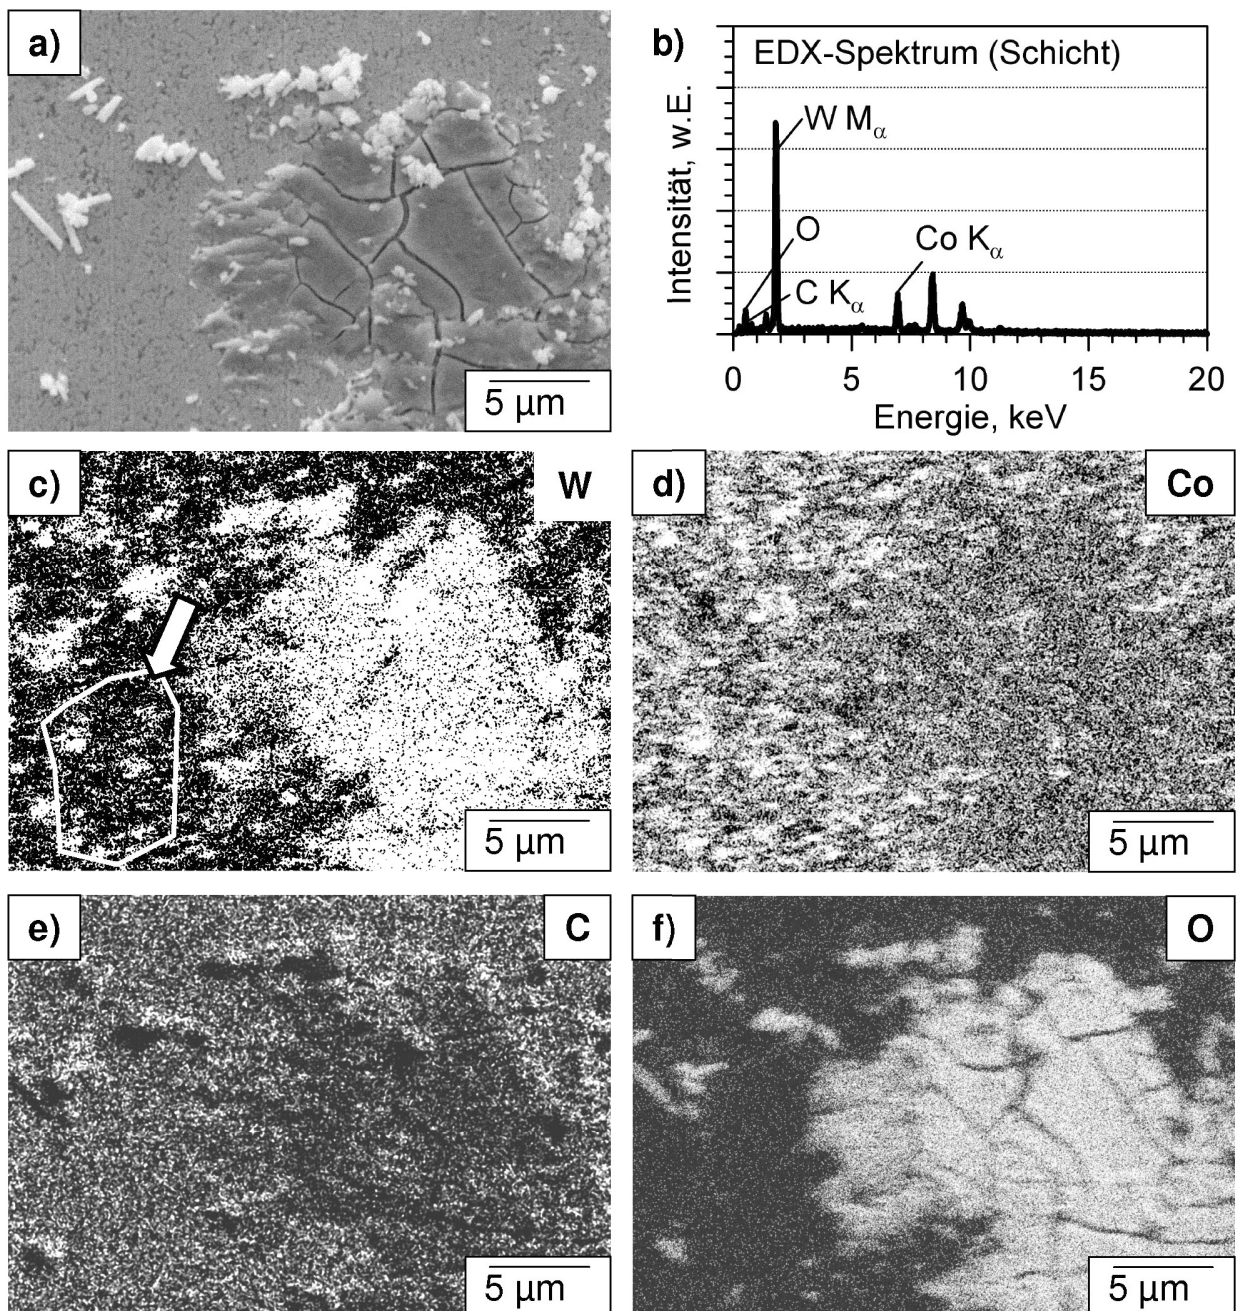 a)
5 µm
b)
EDX-Spektrum (Schicht)
W Mα
O
Co Kα
C Kα
Intensität, w.E.
0 5 10 15 20
Energie, keV
c)
W
5 µm
d)
Co
5 µm
e)
C
5 µm
f)
O
5 µm